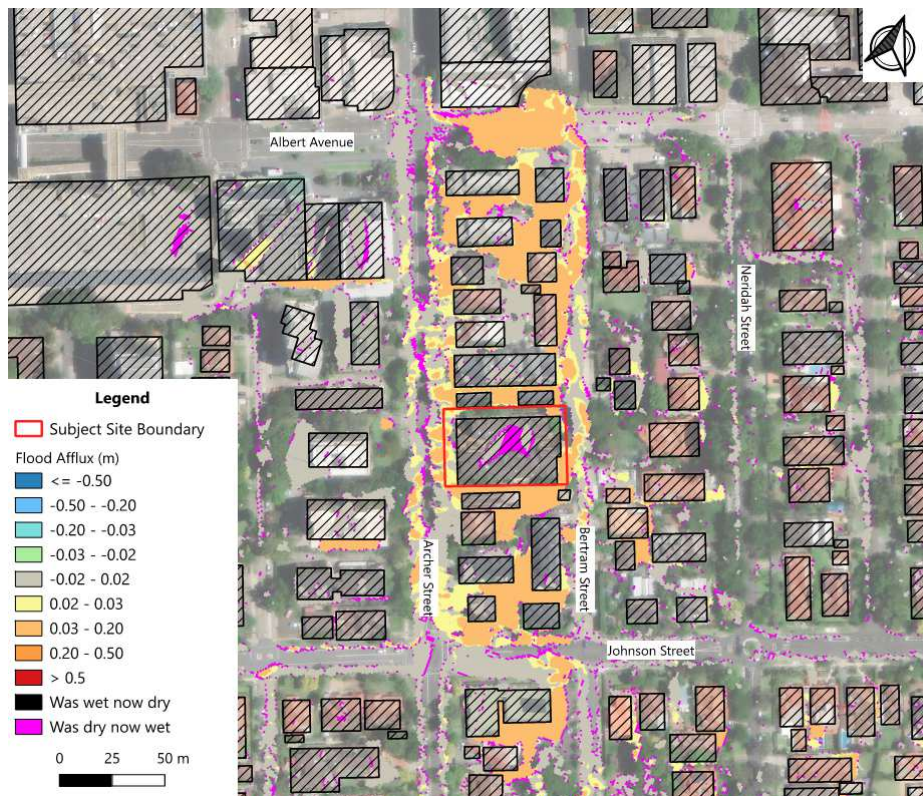 Albert Avenue
Neridah Street
Legend
Subject Site Boundary
Flood Afflux (m)
<= -0.50
-0.50 - -0.20
-0.20 - -0.03
-0.03 - -0.02
-0.02 - 0.02
0.02 - 0.03
0.03 - 0.20
0.20 - 0.50
> 0.5
Was wet now dry
Was dry now wet
0 25 50 m
Archer Street
Bertram Street
Johnson Street